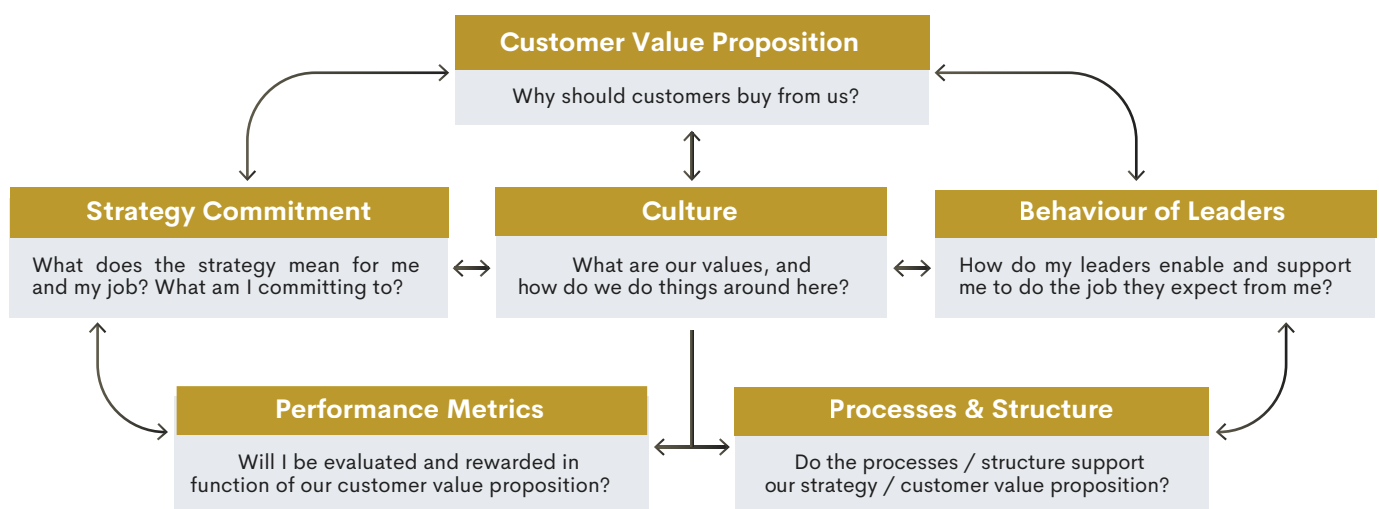 Customer Value Proposition
Why should customers buy from us?
Strategy Commitment
What does the strategy mean for me
and my job? What am I committing to?
Culture
What are our values, and
how do we do things around here?
Behaviour of Leaders
How do my leaders enable and support
me to do the job they expect from me?
Performance Metrics
Will I be evaluated and rewarded in
function of our customer value proposition?
Processes & Structure
Do the processes / structure support
our strategy / customer value proposition?